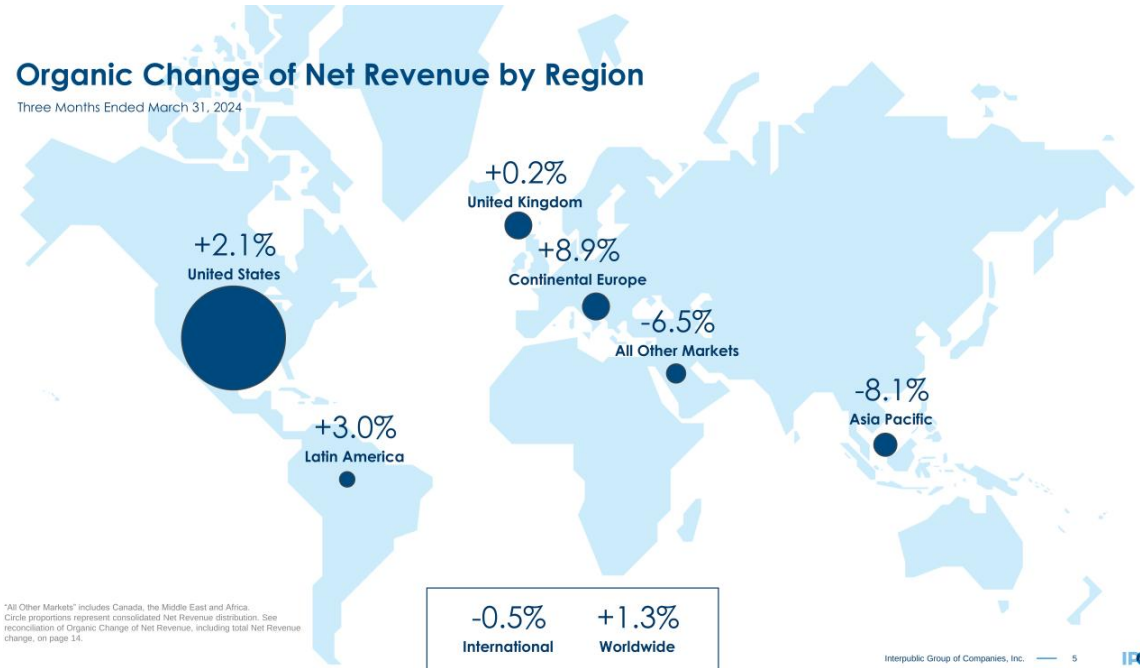 Organic Change of Net Revenue by Region
Three Months Ended March 31, 2024
+0.2%
United Kingdom
+2.1%
United States
+8.9%
Continental Europe
-6.5%
All Other Markets
-8.1%
Asia Pacific
+3.0%
Latin America
"All Other Markets" includes Canada, the Middle East and Africa.
Circle proportions represent consolidated Net Revenue distribution. See
reconciliation of Organic Change of Net Revenue, including total Net Revenue
change, on page 14.
-0.5%
International
+1.3%
Worldwide
Interpublic Group of Companies, Inc.
5